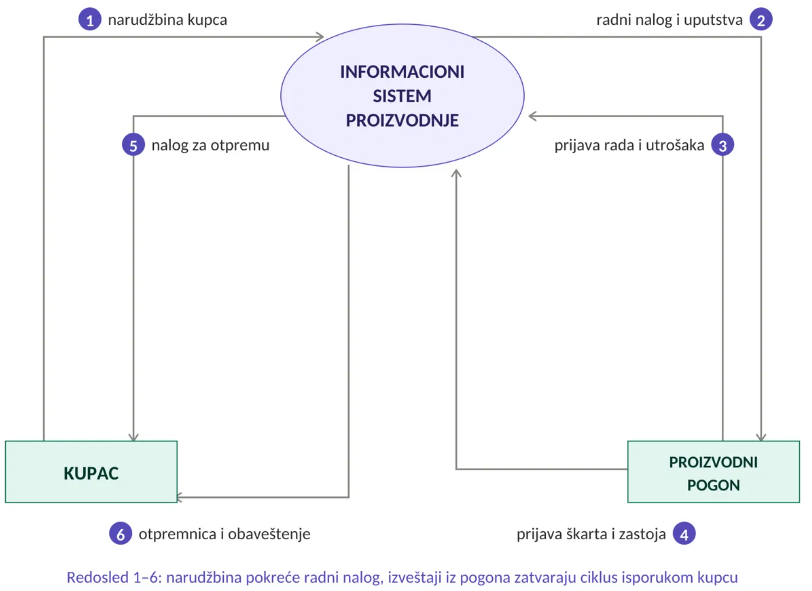 1 narudžbina kupca
radni nalog i uputstva 2
INFORMACIONI
SISTEM
PROIZVODNJE
5 nalog za otpremu
prijava rada i utrošaka 3
KUPAC
PROIZVODNI
POGON
6 otpremnica i obaveštenje
prijava škarta i zastoja 4
Redosled 1–6: narudžbina pokreće radni nalog, izveštaji iz pogona zatvaraju ciklus isporukom kupcu